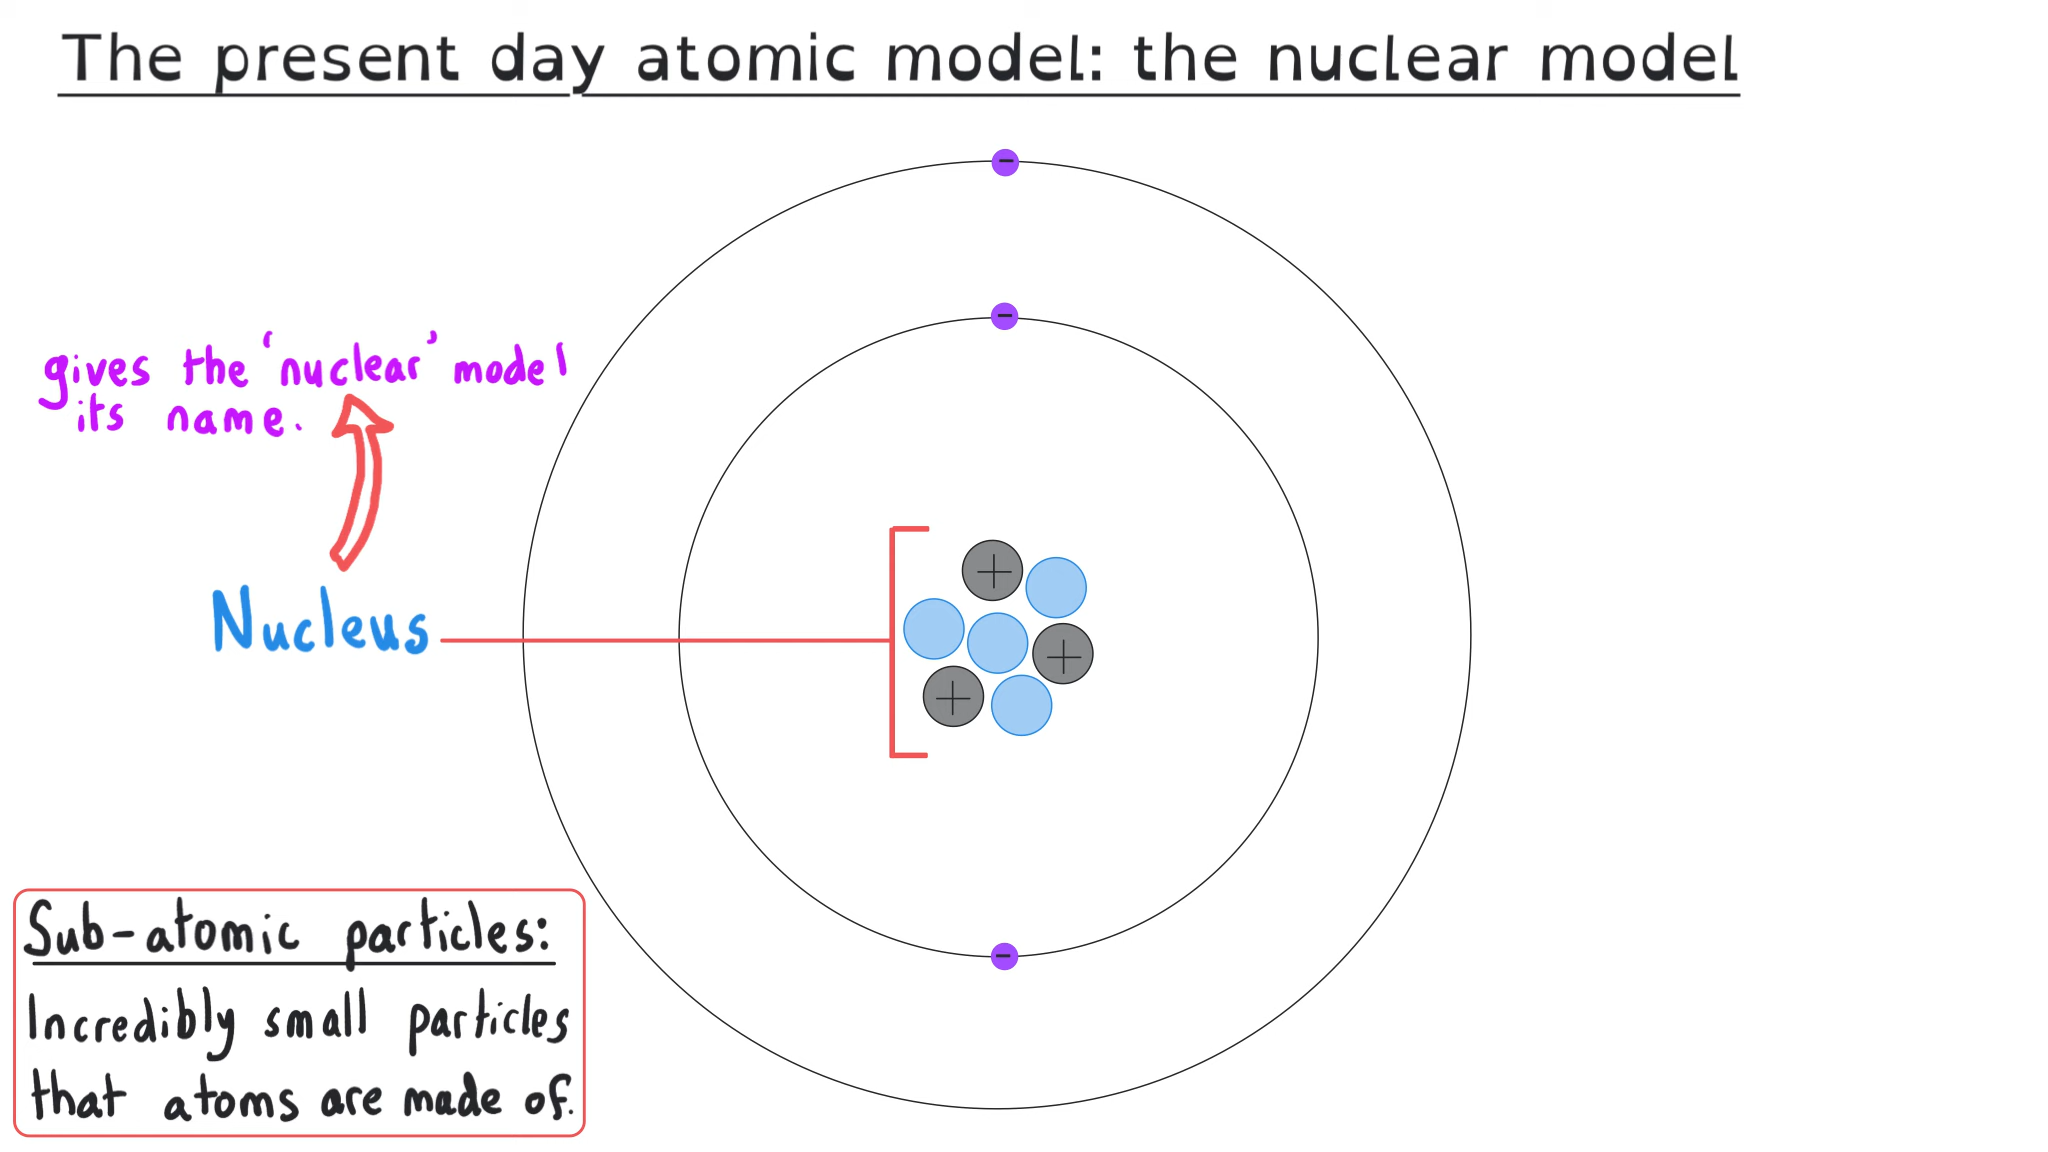 The present day atomic model: the nuclear model
gives the 'nuclear' model
its name.
Nucleus
Sub-atomic particles:
Incredibly small particles
that atoms are made of.